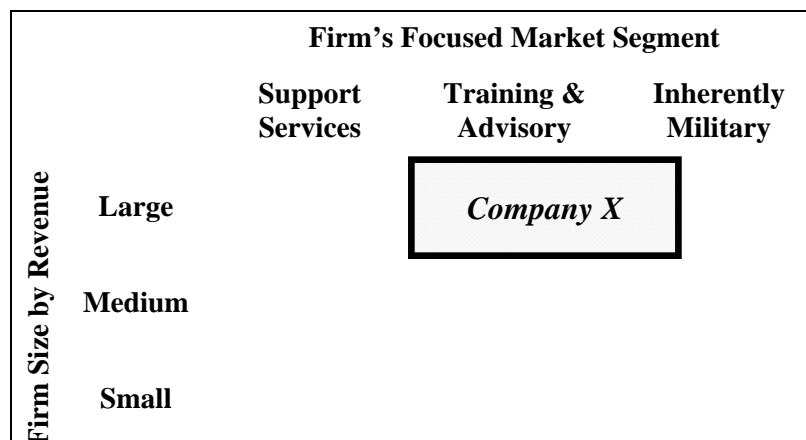 Firm’s Focused Market Segment
Support Training & Inherently
Services Advisory Military
Firm Size by Revenue
Large Company X
Medium
Small